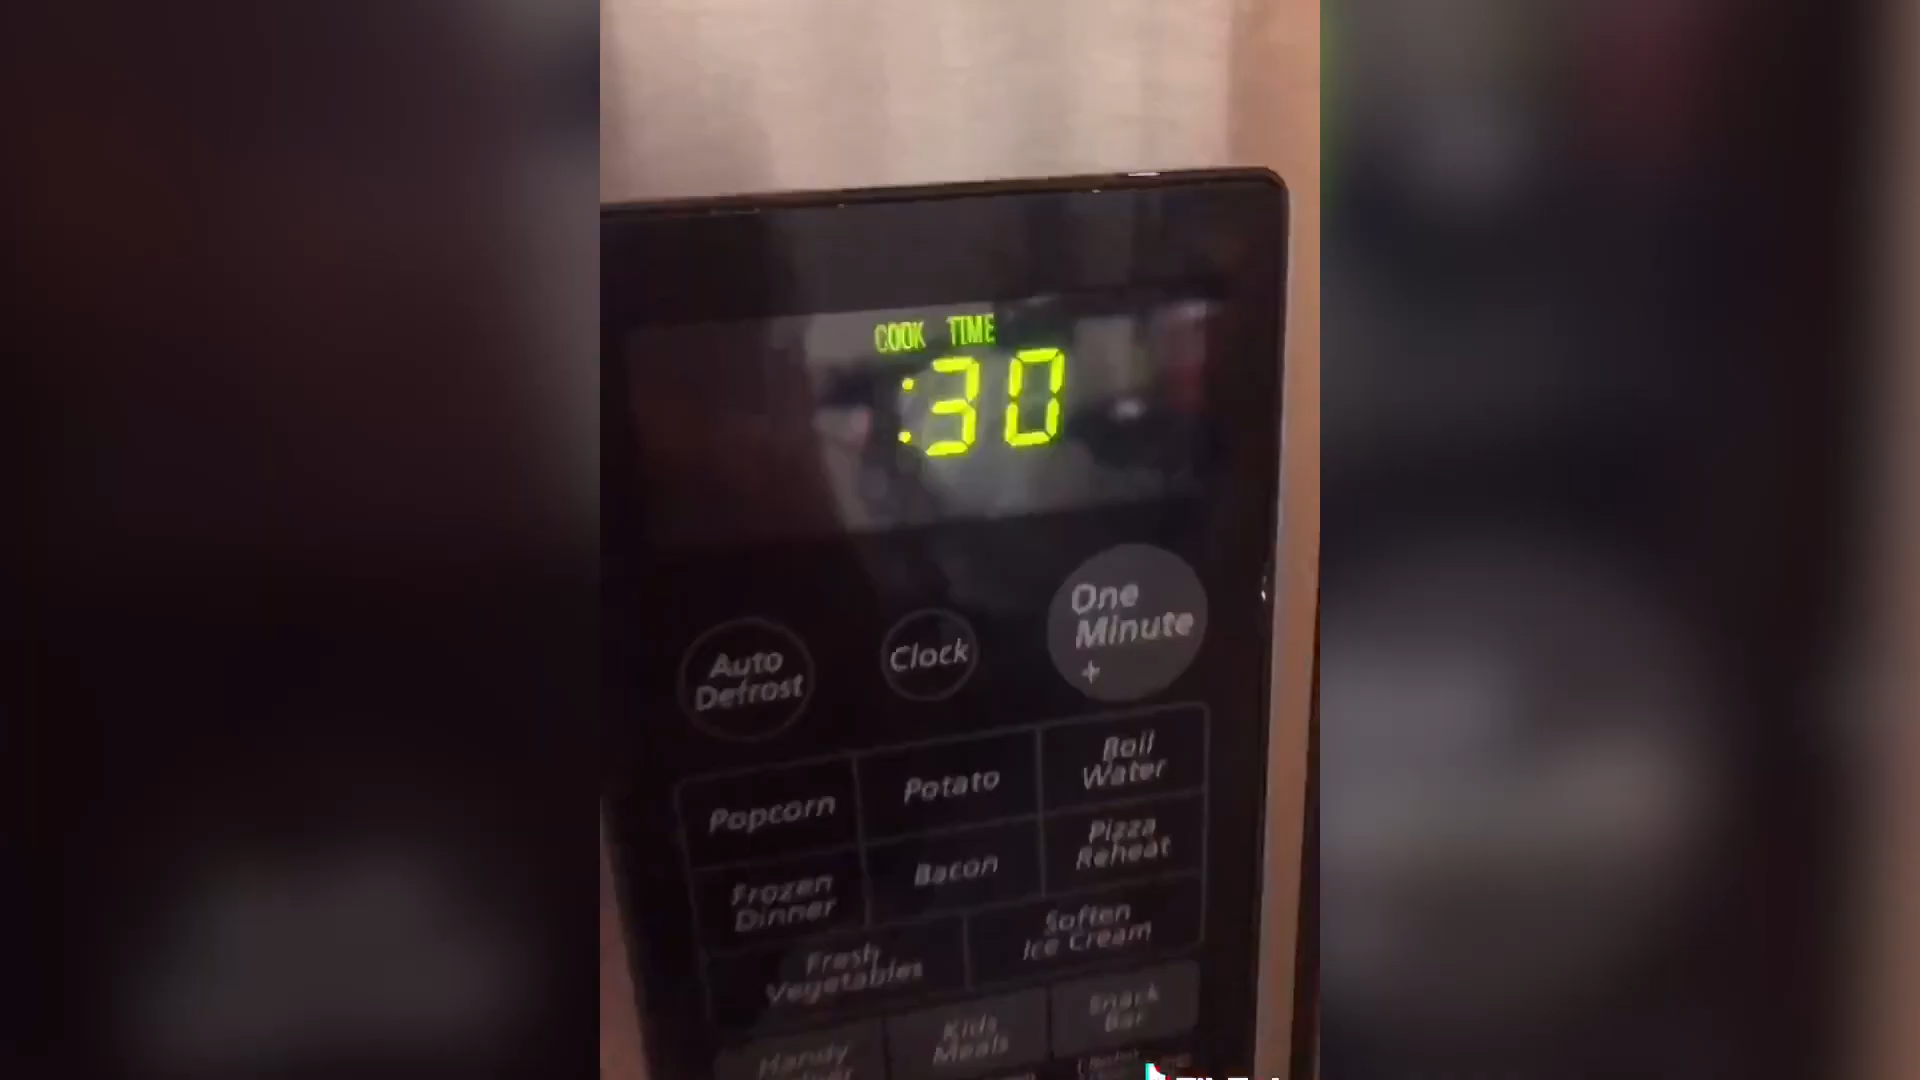 COOK TIME
:30
One
Minute
+
Auto
Defrost
Clock
Popcorn
Potato
Boil
Water
Frozen
Dinner
Bacon
Pizza
Reheat
Fresh
Vegetables
Soften
Ice Cream
Handy
Kids
Meals
Snack
Bar